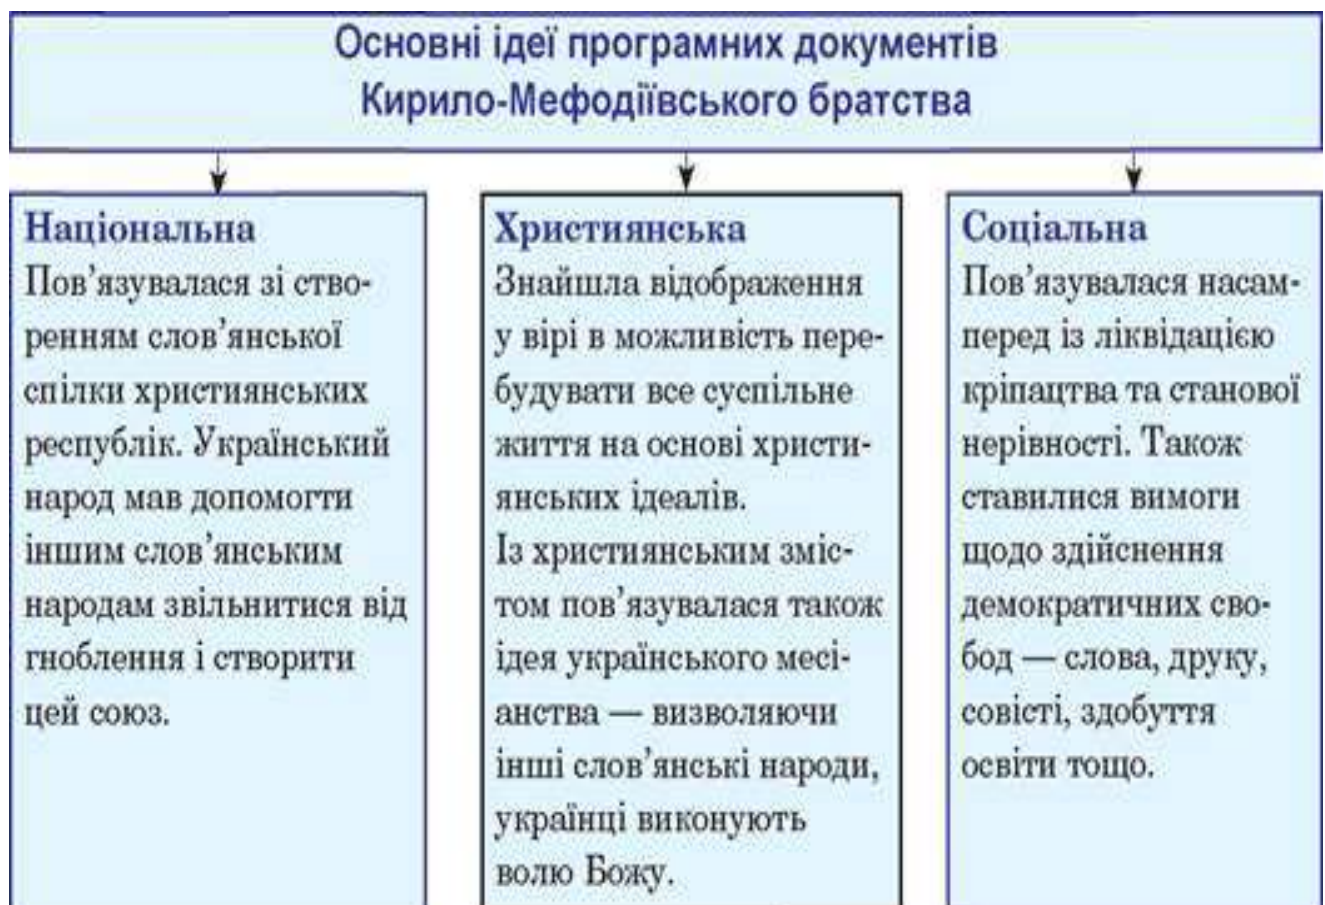 Основні ідеї програмних документів
Кирило-Мефодіївського братства
Національна
Пов’язувалася зі ство-
ренням слов’янської
спілки християнських
республік. Український
народ мав допомогти
іншим слов’янським
народам звільнитися від
гноблення і створити
цей союз.
Християнська
Знайшла відображення
у вірі в можливість пере-
будувати все суспільне
життя на основі христи-
янських ідеалів.
Із християнським зміс-
том пов’язувалася також
ідея українського месі-
анства — визволяючи
інші слов’янські народи,
українці виконують
волю Божу.
Соціальна
Пов’язувалася насам-
перед із ліквідацією
кріпацтва та станової
нерівності. Також
ставилися вимоги
щодо здійснення
демократичних сво-
бод — слова, друку,
совісті, здобуття
освіти тощо.